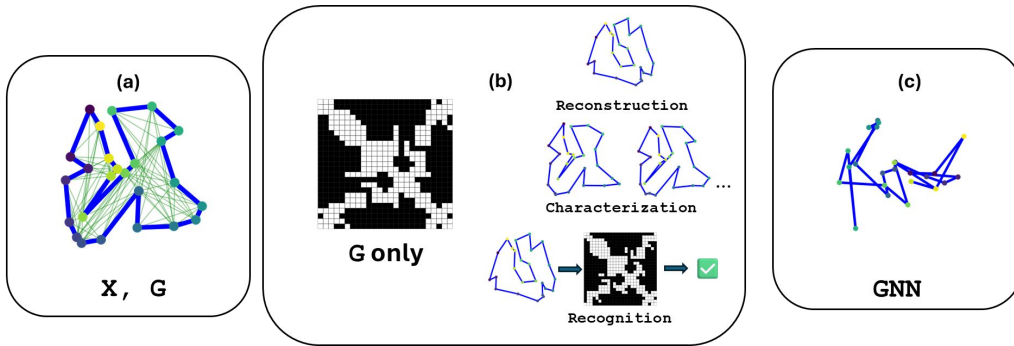 (a)
X, G
(b)
G only
Reconstruction
Characterization
...
Recognition
(c)
GNN